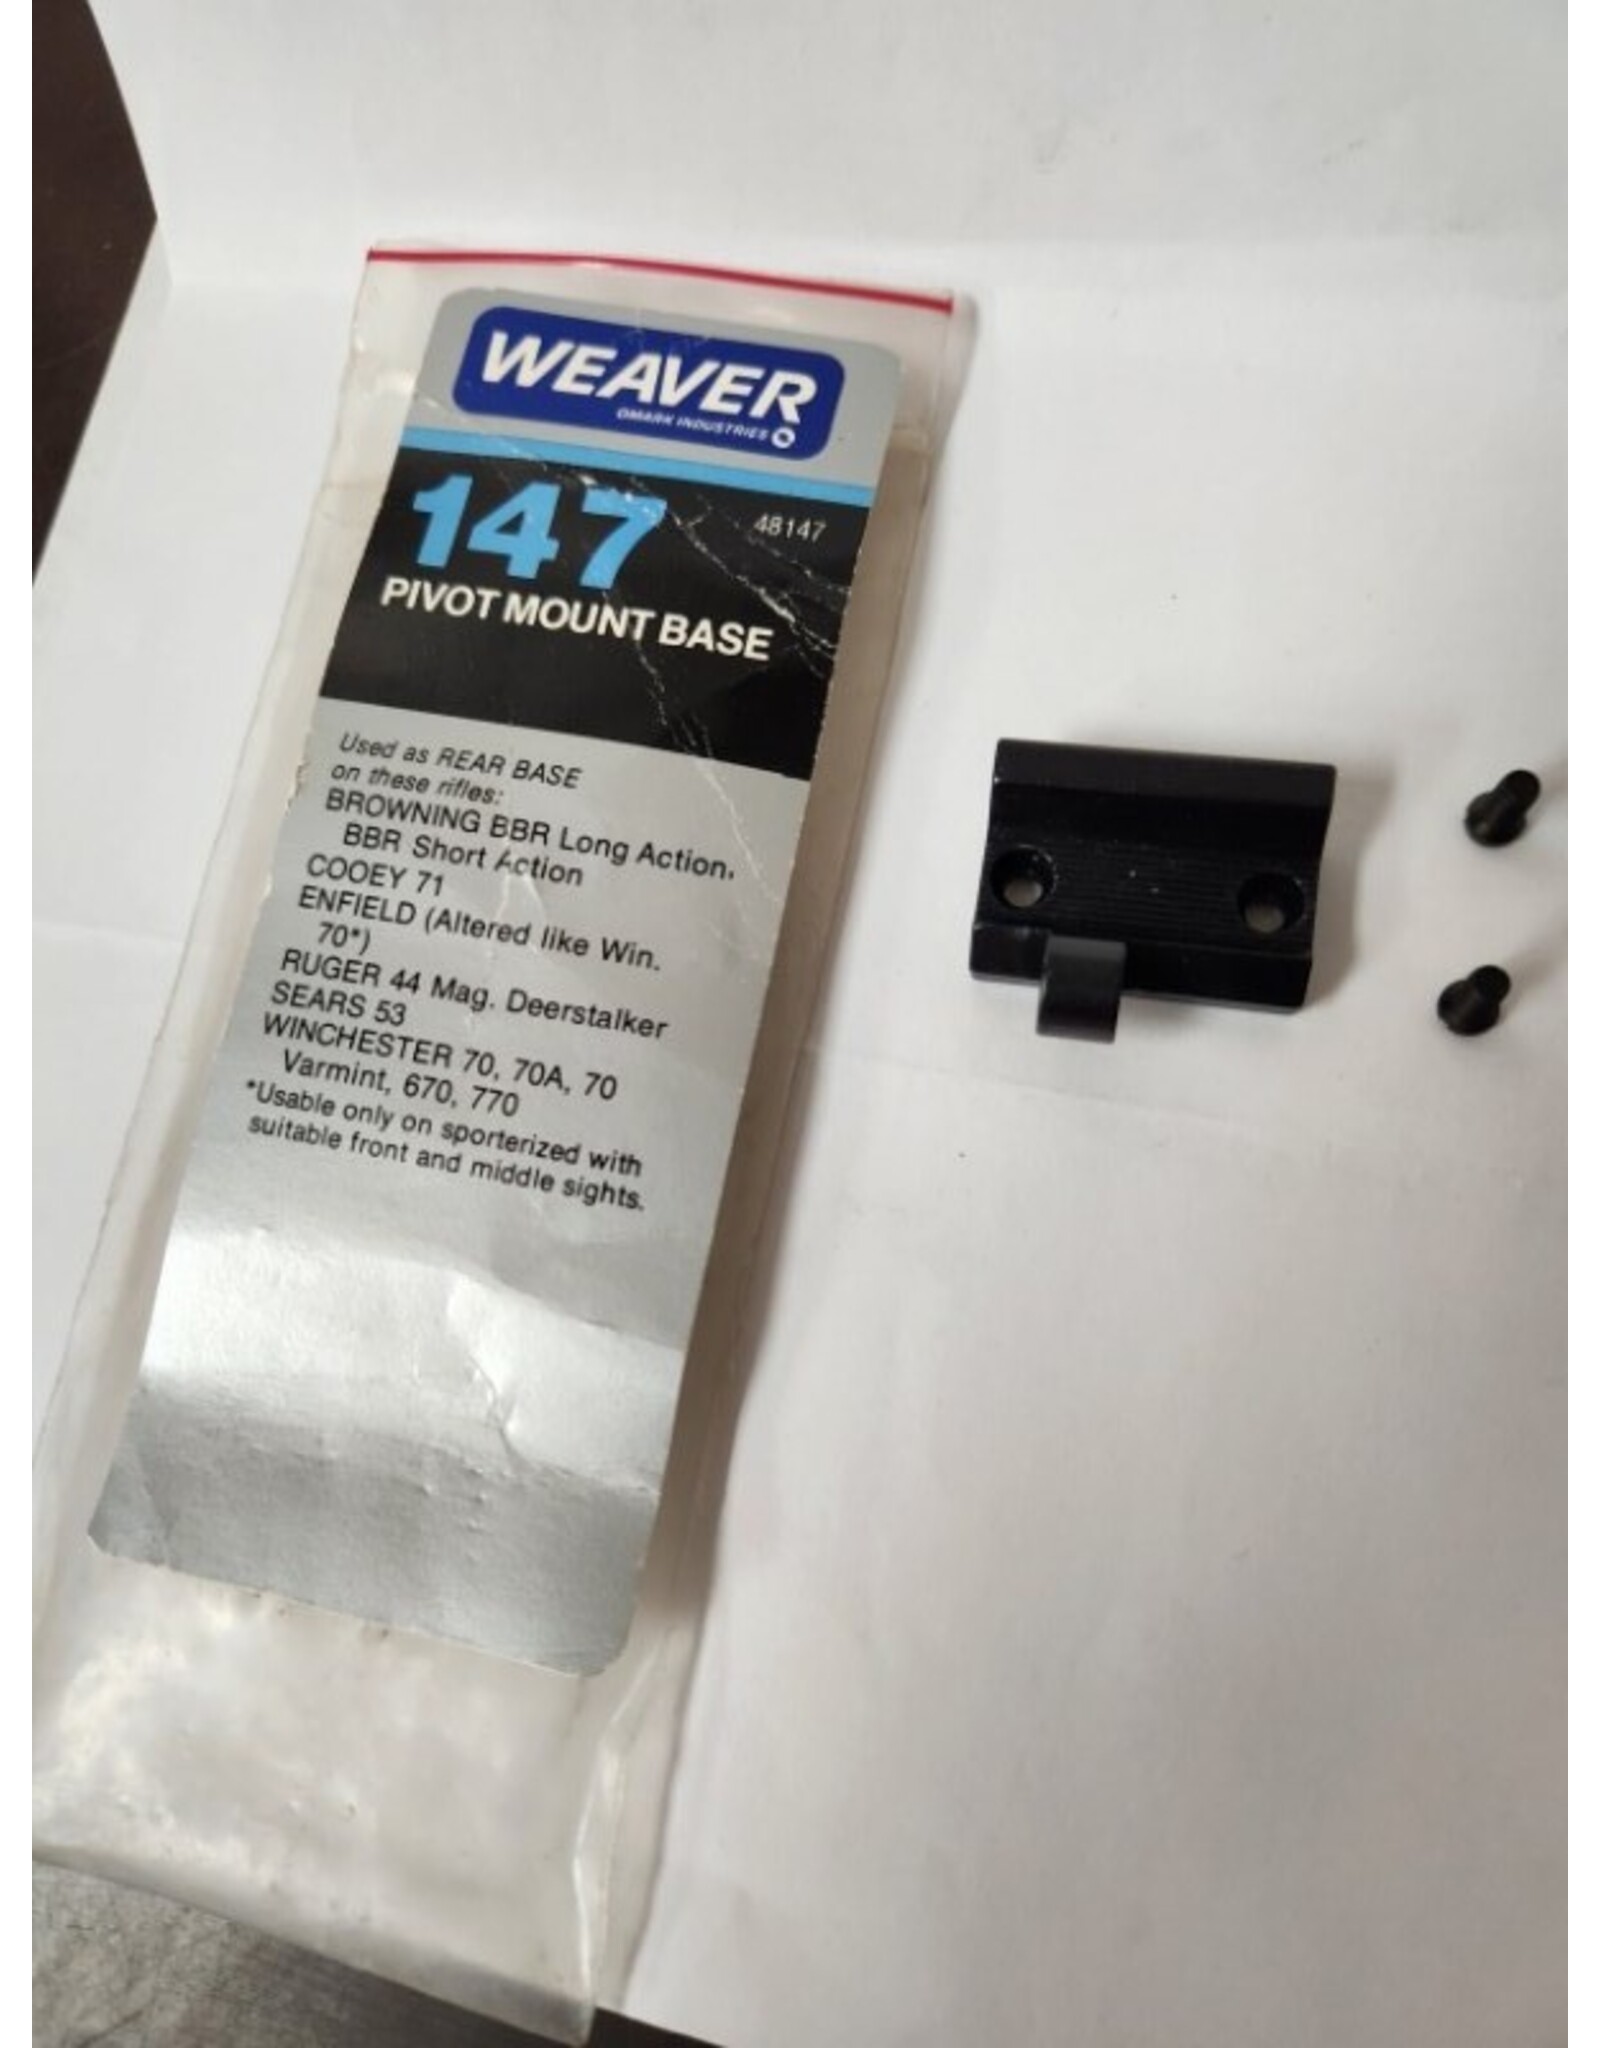 WEAVER
OMARK INDUSTRIES
147
48147
PIVOT MOUNT BASE
Used as REAR BASE
on these rifles:
BROWNING BBR Long Action,
BBR Short Action
COOEY 71
ENFIELD (Altered like Win.
70*)
RUGER 44 Mag. Deerstalker
SEARS 53
WINCHESTER 70, 70A, 70
Varmint, 670, 770
*Usable only on sporterized with
suitable front and middle sights.